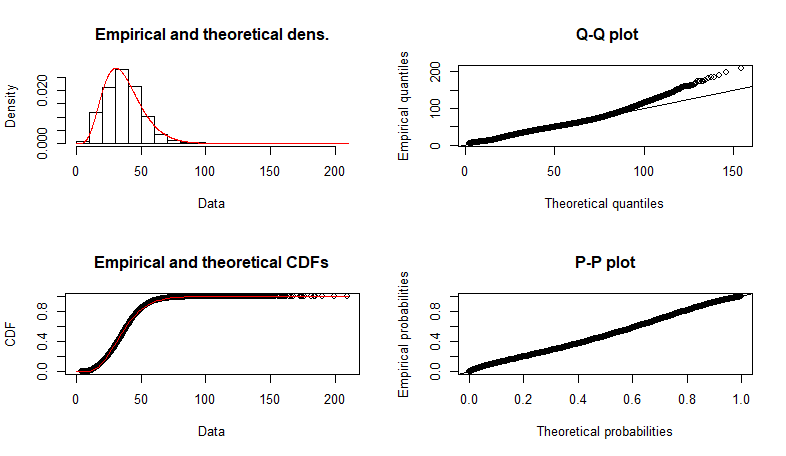 Empirical and theoretical dens.
Density
0.000 0.020
0 50 100 150 200
Data
Q-Q plot
Empirical quantiles
0 100 200
0 50 100 150
Theoretical quantiles
Empirical and theoretical CDFs
CDF
0.0 0.4 0.8
0 50 100 150 200
Data
P-P plot
Empirical probabilities
0.0 0.4 0.8
0.0 0.2 0.4 0.6 0.8 1.0
Theoretical probabilities